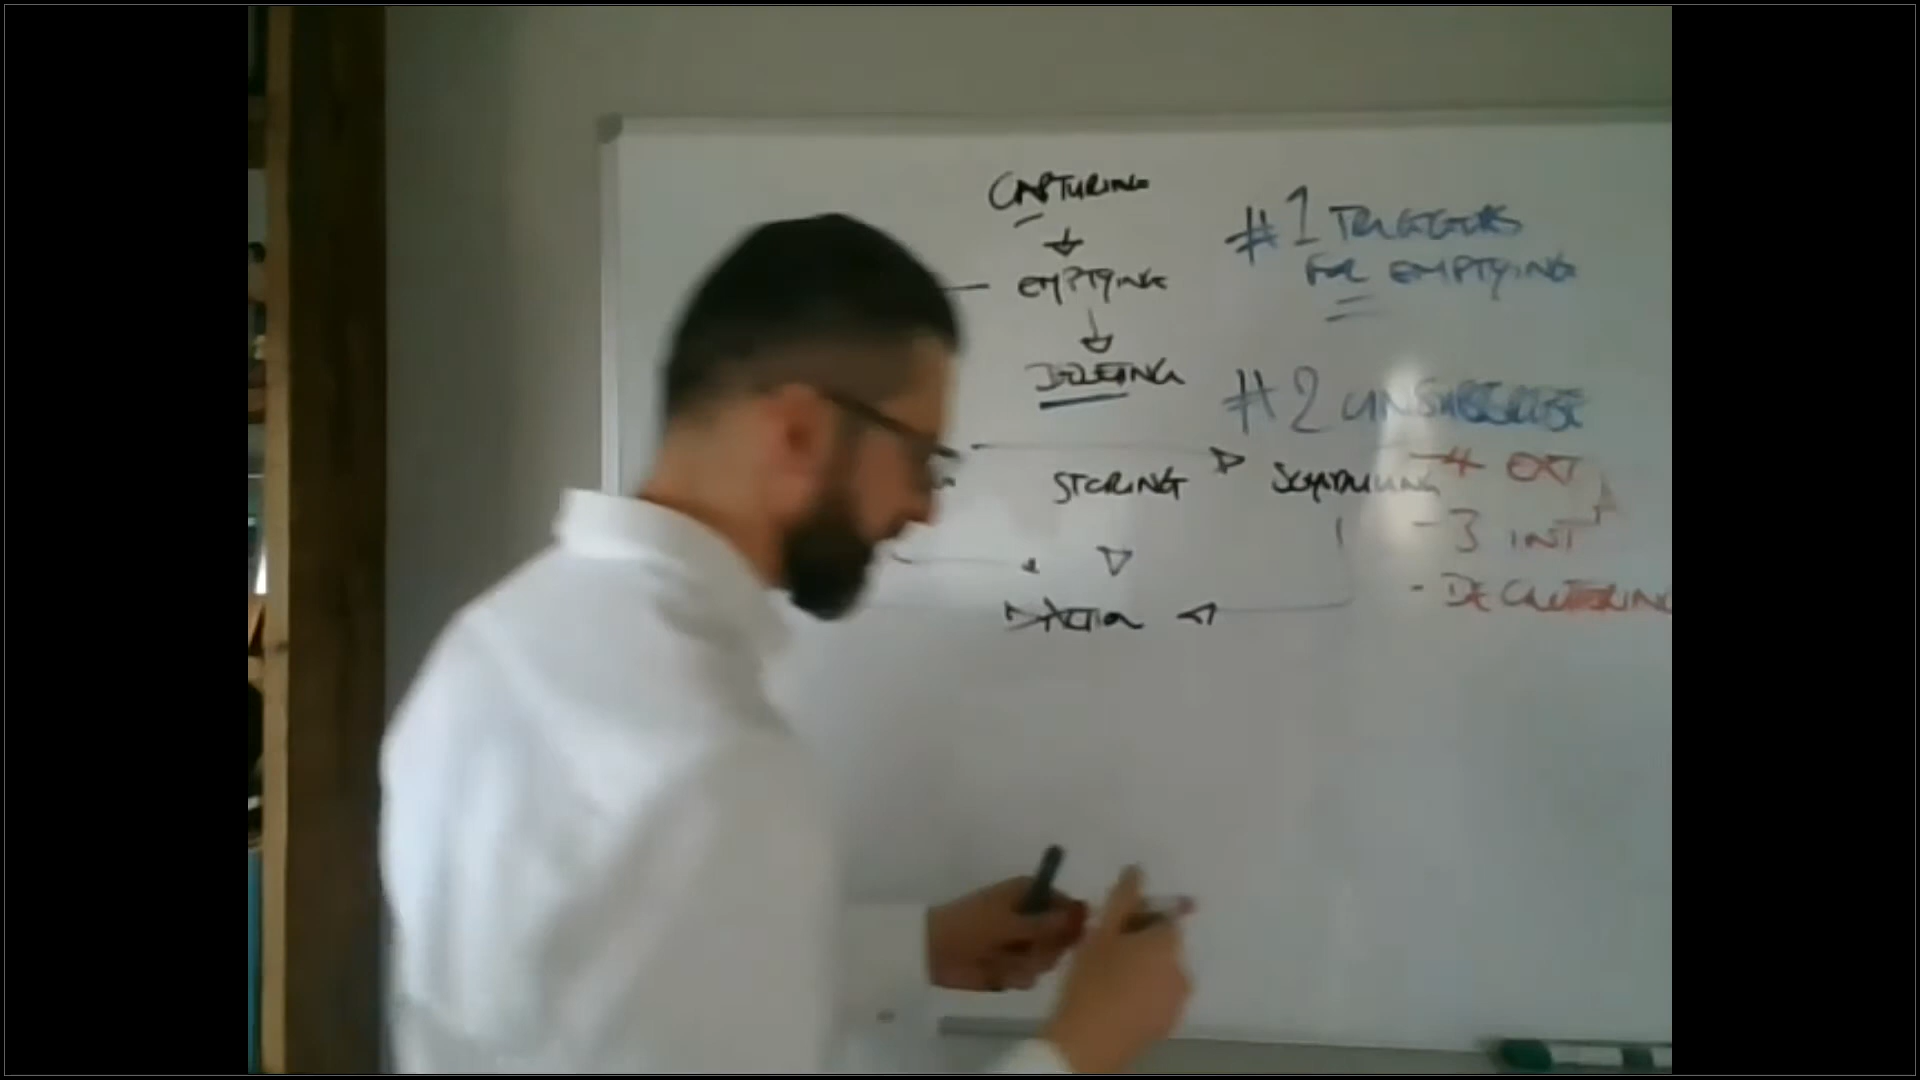 CAPTURING
#1 TRIGGERS
FOR EMPTYING
EMPTYING
DELETING
#2 UNSUBSCRIBE
STORING
SCHEDULING
-4 EXT
-3 INT
- DECLUTTERING
ACTION